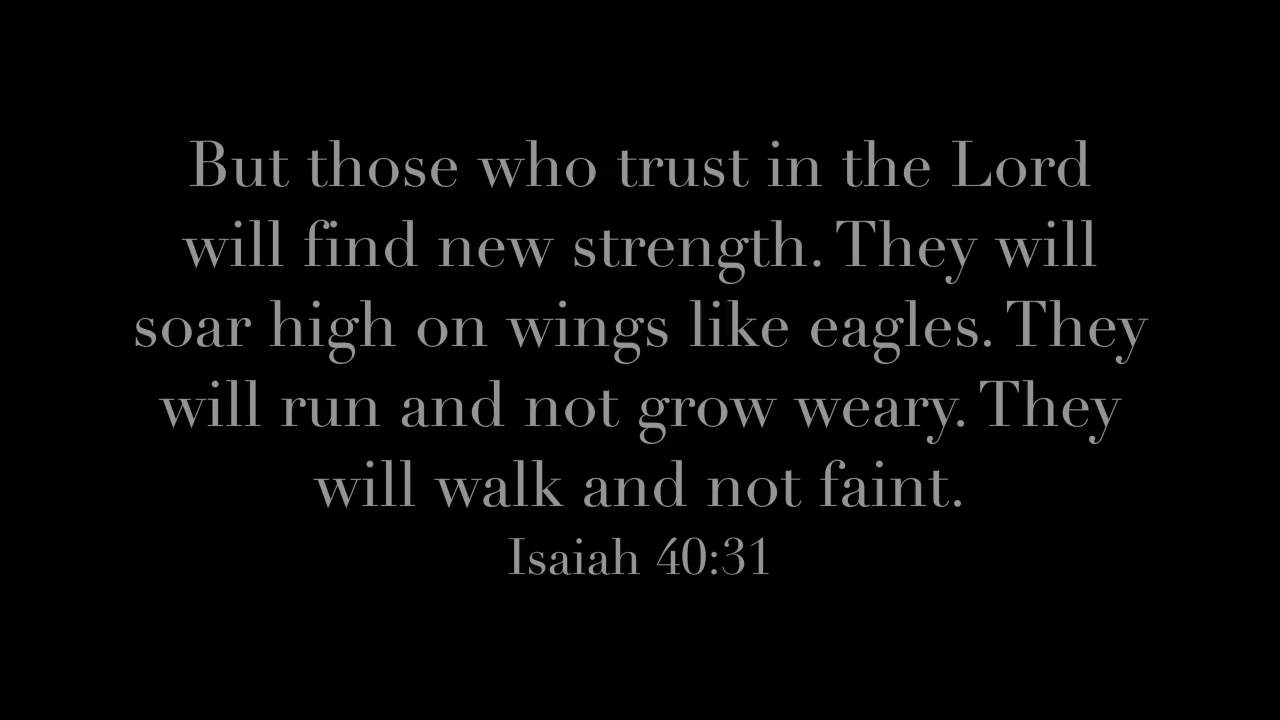 But those who trust in the Lord
will find new strength. They will
soar high on wings like eagles. They
will run and not grow weary. They
will walk and not faint.
Isaiah 40:31